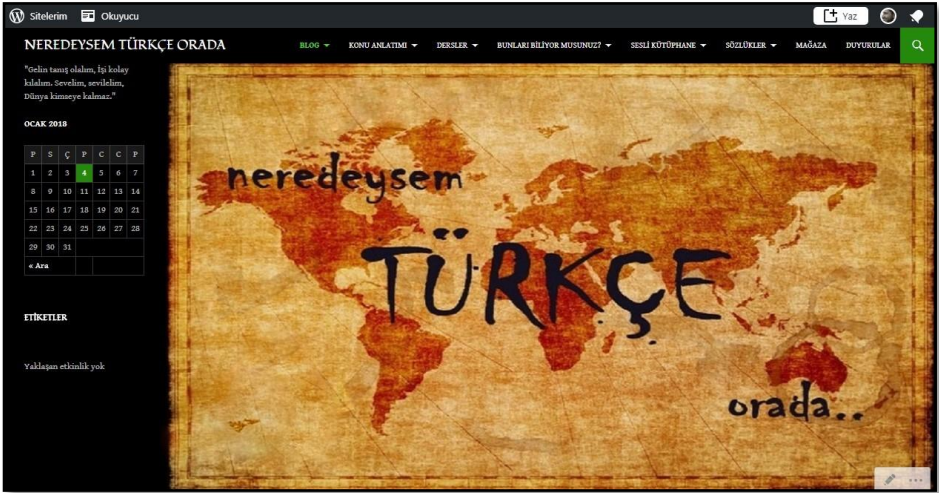 Sitelerim Okuyucu Yaz
NEREDEYSEM TÜRKÇE ORADA
BLOG KONU ANLATIMI DERSLER BUNLARI BİLİYOR MUSUNUZ? SESLİ KÜTÜPHANE SÖZLÜKLER MAĞAZA DUYURULAR
"Gelin tanış olalım, İşi kolay
kılalım. Sevelim, sevilelim,
Dünya kimseye kalmaz."
OCAK 2018
P S Ç P C C P
1 2 3 4 5 6 7
8 9 10 11 12 13 14
15 16 17 18 19 20 21
22 23 24 25 26 27 28
29 30 31
« Ara
ETİKETLER
Yaklaşan etkinlik yok
neredeysem
TÜRKÇE
orada..